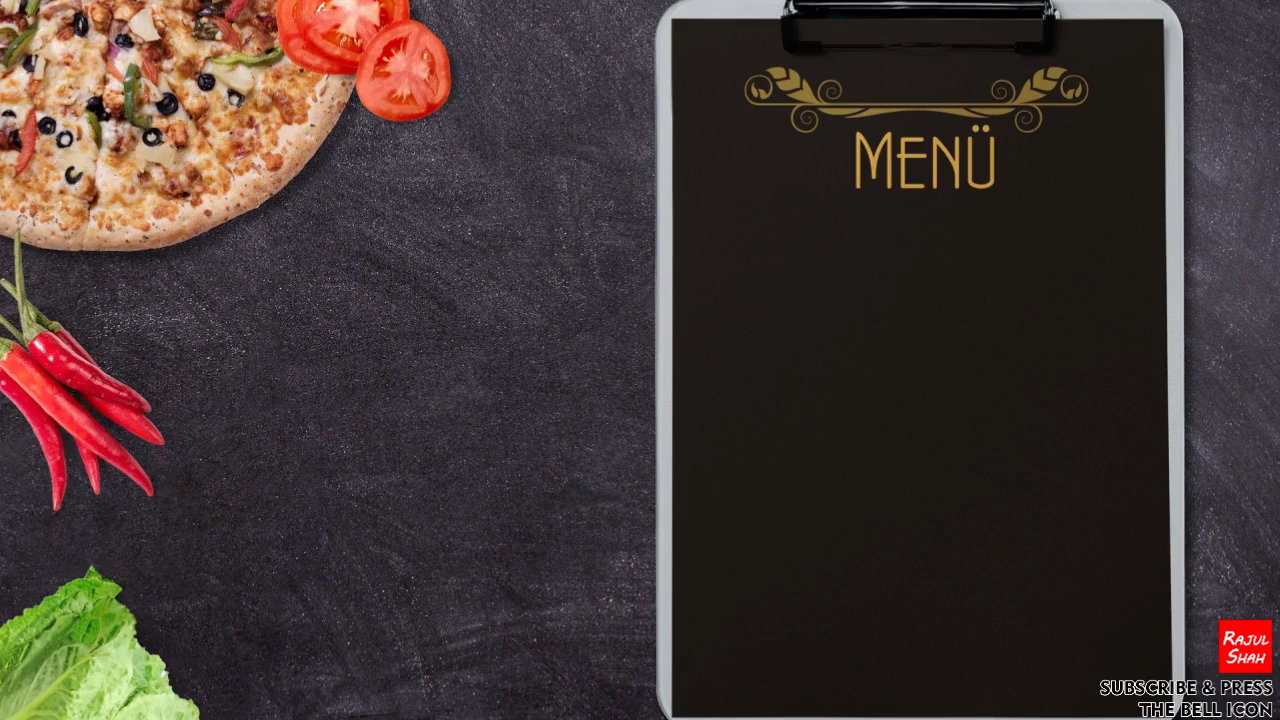 MENÜ
RAJUL
SHAH
SUBSCRIBE & PRESS
THE BELL ICON